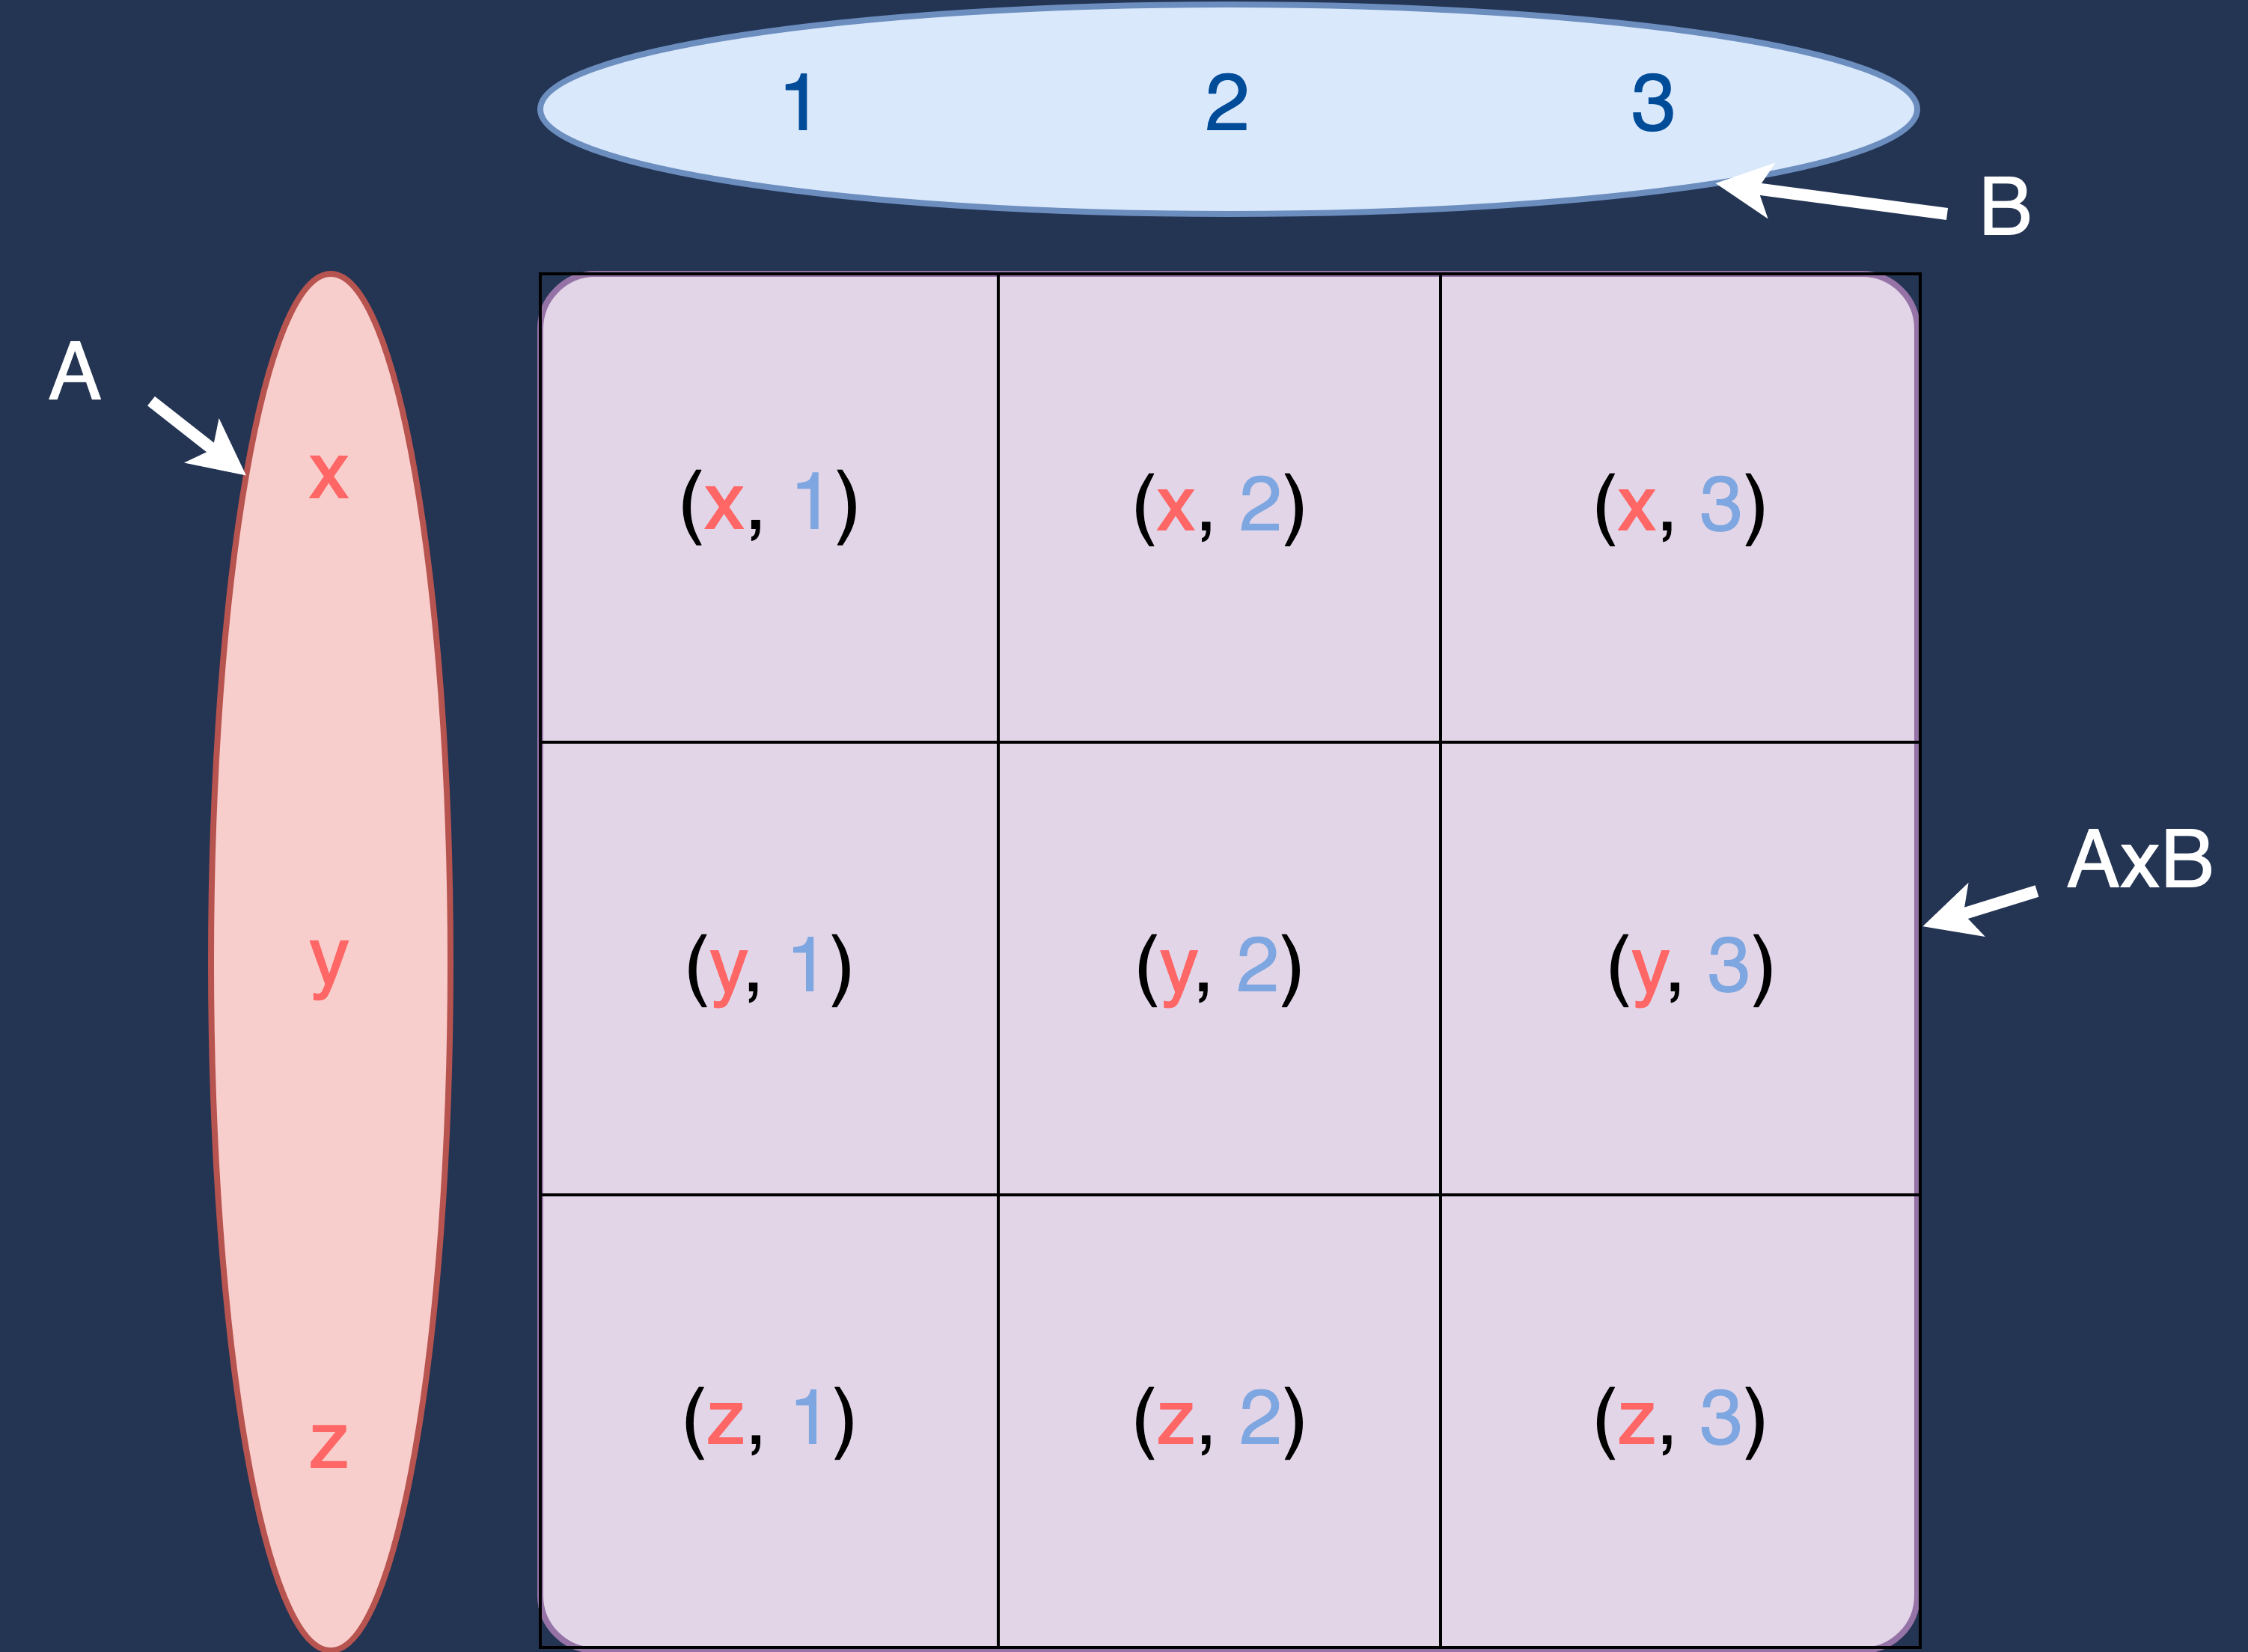 1 2 3
B
A
x
(x, 1) (x, 2) (x, 3)
AxB
y
(y, 1) (y, 2) (y, 3)
z
(z, 1) (z, 2) (z, 3)